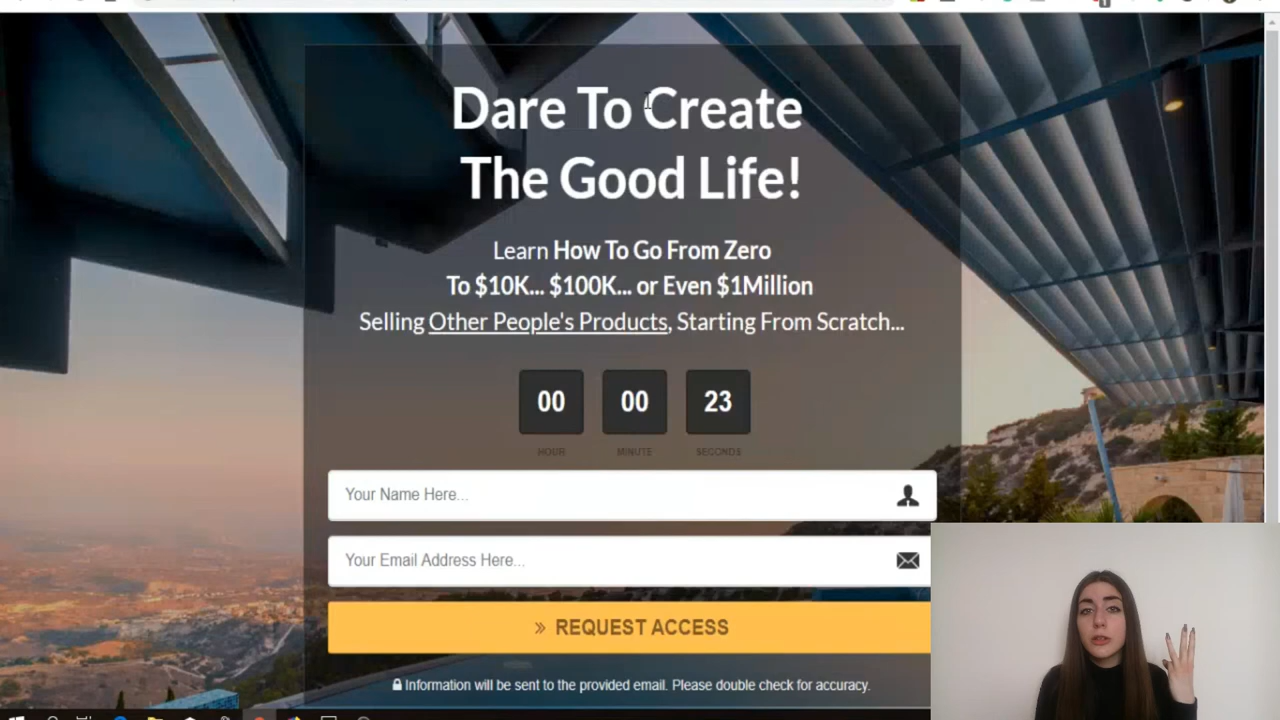 Dare To Create
The Good Life!
Learn How To Go From Zero
To $10K... $100K... or Even $1Million
Selling Other People's Products, Starting From Scratch...
00 00 23
HOUR MINUTE SECONDS
Your Name Here...
Your Email Address Here...
» REQUEST ACCESS
Information will be sent to the provided email. Please double check for accuracy.